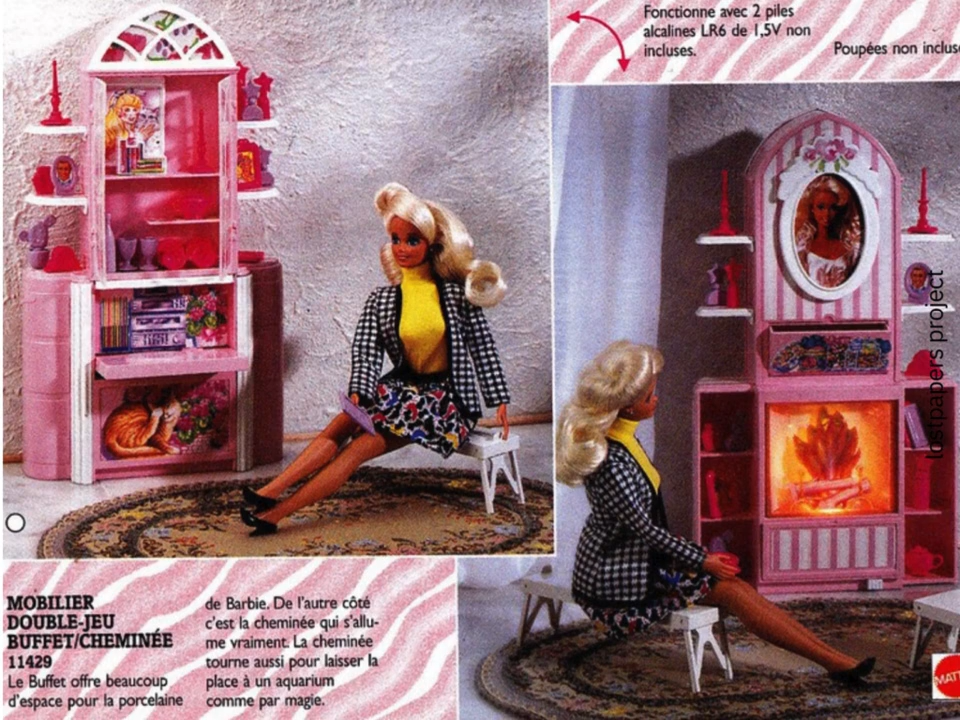 Fonctionne avec 2 piles
alcalines LR6 de 1,5V non
incluses.
Poupées non incluse
lostpapers project
MOBILIER
DOUBLE-JEU
BUFFET/CHEMINÉE
11429
Le Buffet offre beaucoup
d'espace pour la porcelaine
de Barbie. De l'autre côté
c'est la cheminée qui s'allu-
me vraiment. La cheminée
tourne aussi pour laisser la
place à un aquarium
comme par magie.
MATT